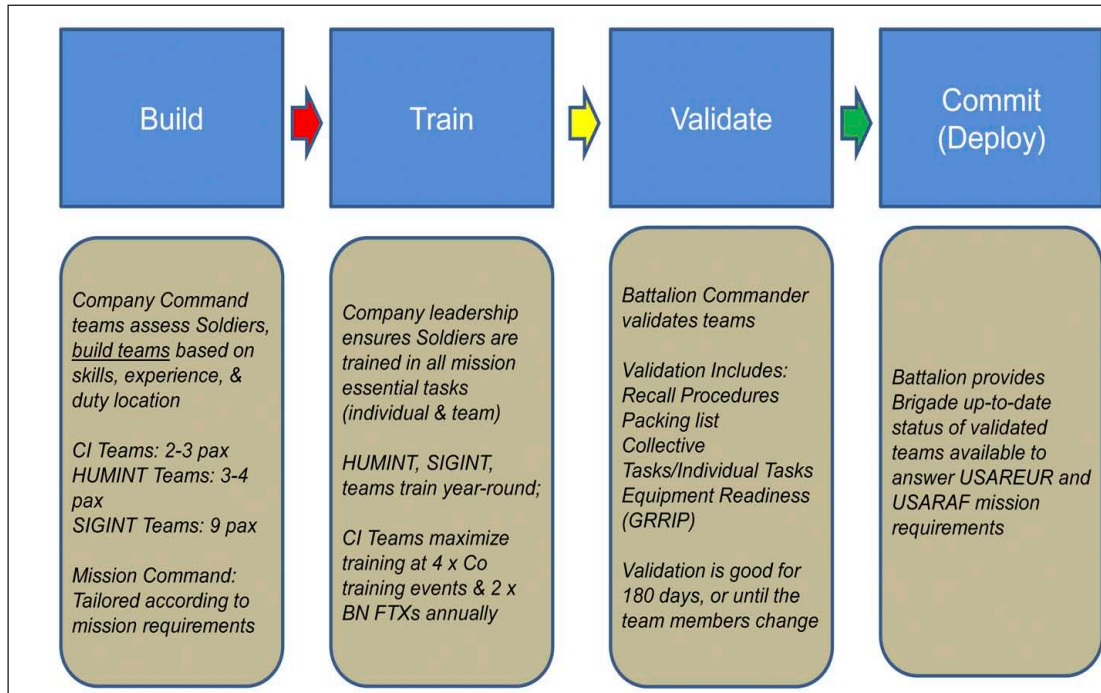 Build
Train
Validate
Commit
(Deploy)
Company Command
teams assess Soldiers,
build teams based on
skills, experience, &
duty location
CI Teams: 2-3 pax
HUMINT Teams: 3-4
pax
SIGINT Teams: 9 pax
Mission Command:
Tailored according to
mission requirements
Company leadership
ensures Soldiers are
trained in all mission
essential tasks
(individual & team)
HUMINT, SIGINT,
teams train year-round;
CI Teams maximize
training at 4 x Co
training events & 2 x
BN FTXs annually
Battalion Commander
validates teams
Validation Includes:
Recall Procedures
Packing list
Collective
Tasks/Individual Tasks
Equipment Readiness
(GRRIP)
Validation is good for
180 days, or until the
team members change
Battalion provides
Brigade up-to-date
status of validated
teams available to
answer USAREUR and
USARAF mission
requirements